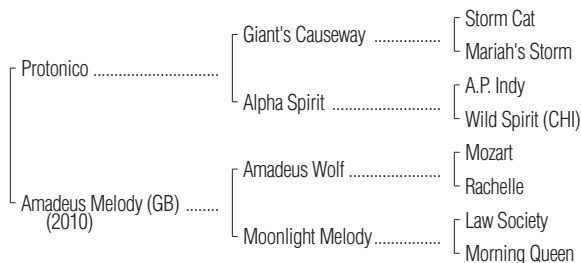 Storm Cat
Giant's Causeway ..................
Mariah's Storm
Protonico ................................
A.P. Indy
Alpha Spirit ............................
Wild Spirit (CHI)
Mozart
Amadeus Wolf ........................
Rachelle
Amadeus Melody (GB) ........
(2010)
Law Society
Moonlight Melody.................
Morning Queen